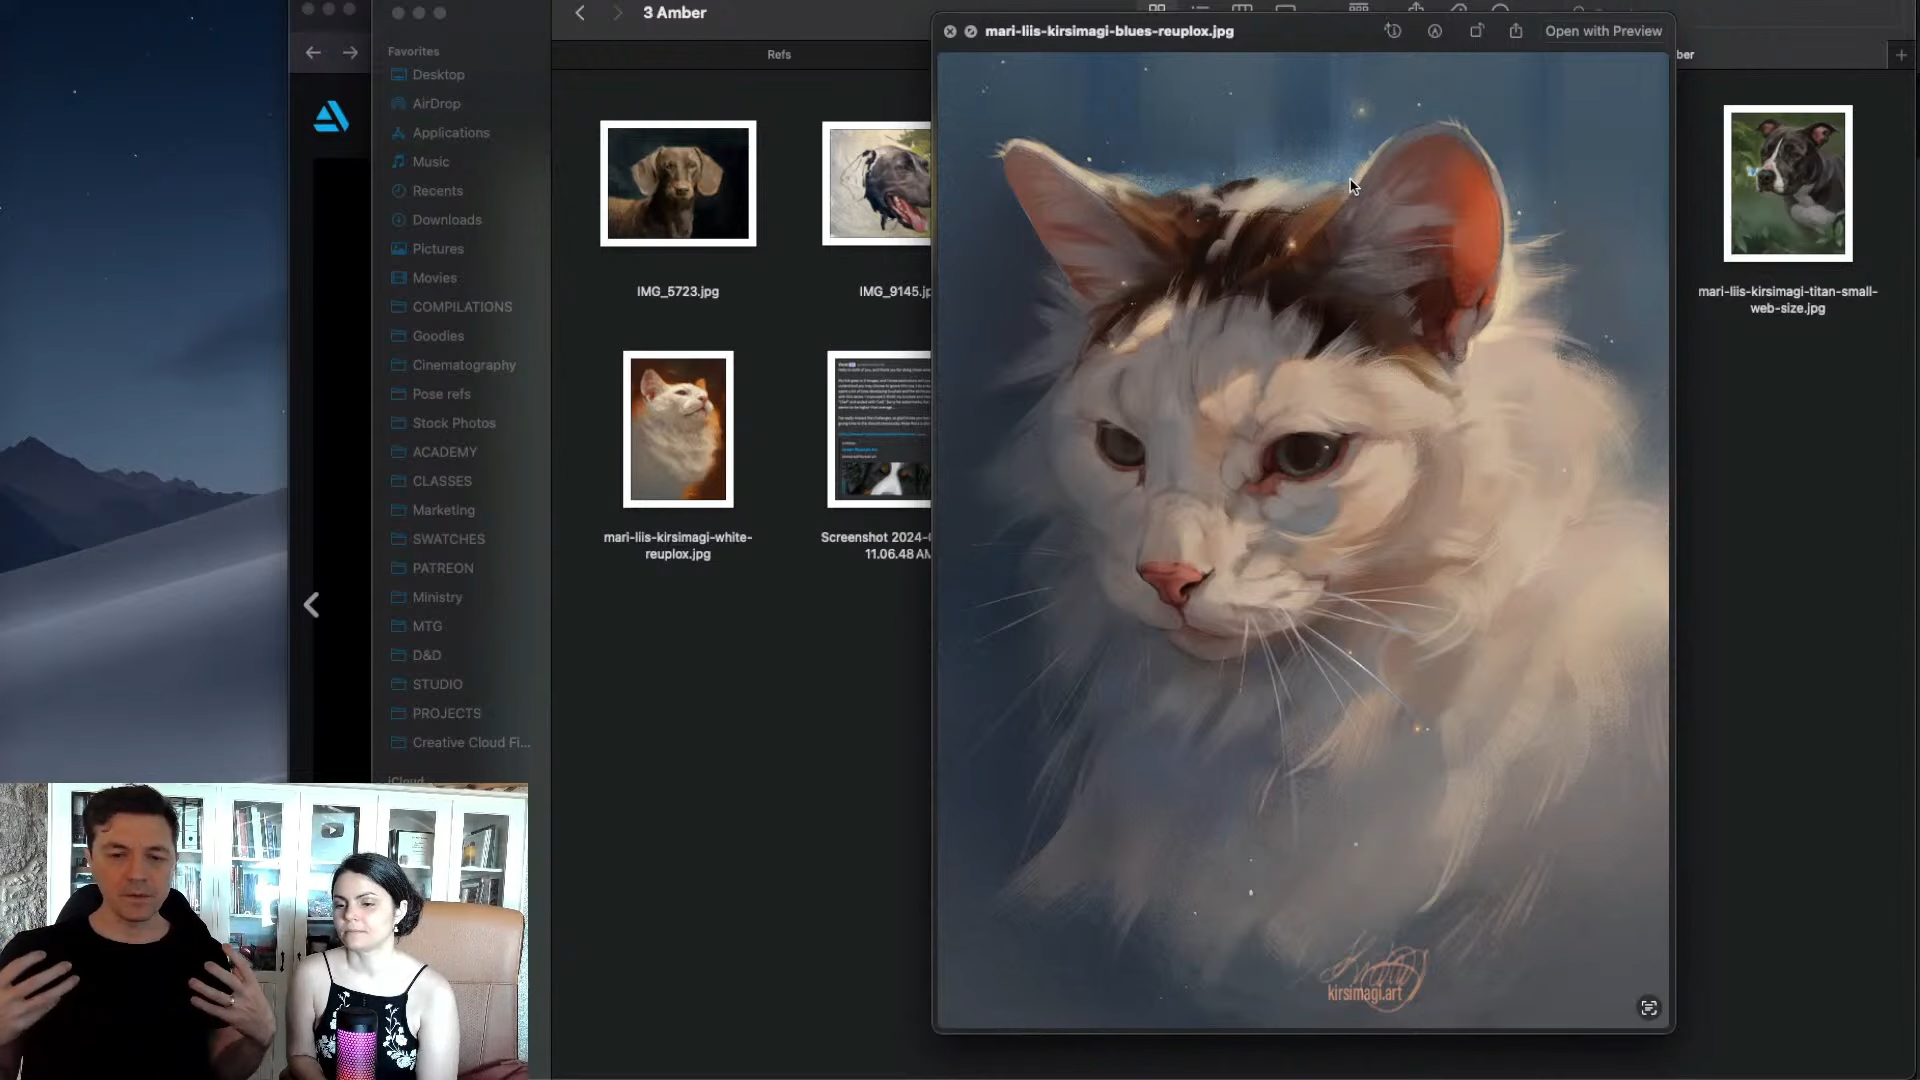 3 Amber
mari-liis-kirsimagi-blues-reuplox.jpg
Open with Preview
Refs
ber
Favorites
Desktop
AirDrop
Applications
Music
Recents
Downloads
Pictures
Movies
COMPILATIONS
Goodies
Cinematography
Pose refs
Stock Photos
ACADEMY
CLASSES
Marketing
SWATCHES
PATREON
Ministry
MTG
D&D
STUDIO
PROJECTS
Creative Cloud Fi...
iCloud
IMG_5723.jpg
IMG_9145.jp
mari-liis-kirsimagi-titan-small-
web-size.jpg
mari-liis-kirsimagi-white-
reuplox.jpg
Screenshot 2024-
11.06.48 AM
kirsimagi.art